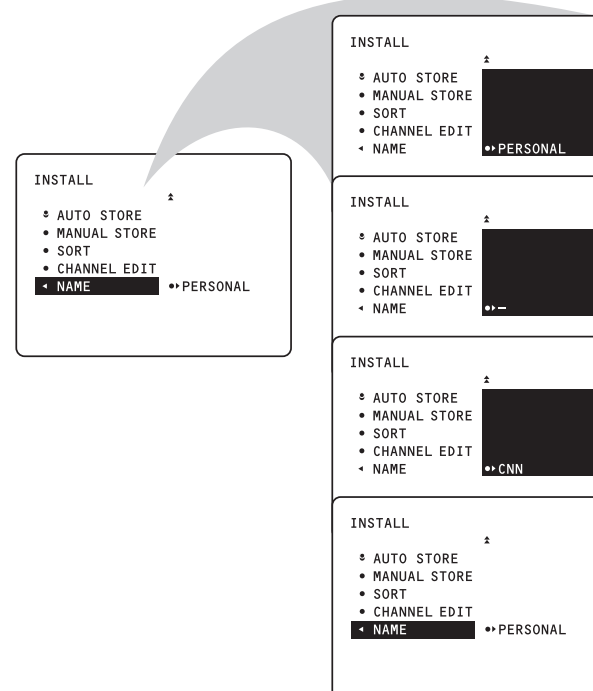 INSTALL
AUTO STORE
MANUAL STORE
SORT
CHANNEL EDIT
NAME PERSONAL
INSTALL
AUTO STORE
MANUAL STORE
SORT
CHANNEL EDIT
NAME PERSONAL
INSTALL
AUTO STORE
MANUAL STORE
SORT
CHANNEL EDIT
NAME –
INSTALL
AUTO STORE
MANUAL STORE
SORT
CHANNEL EDIT
NAME CNN
INSTALL
AUTO STORE
MANUAL STORE
SORT
CHANNEL EDIT
NAME PERSONAL